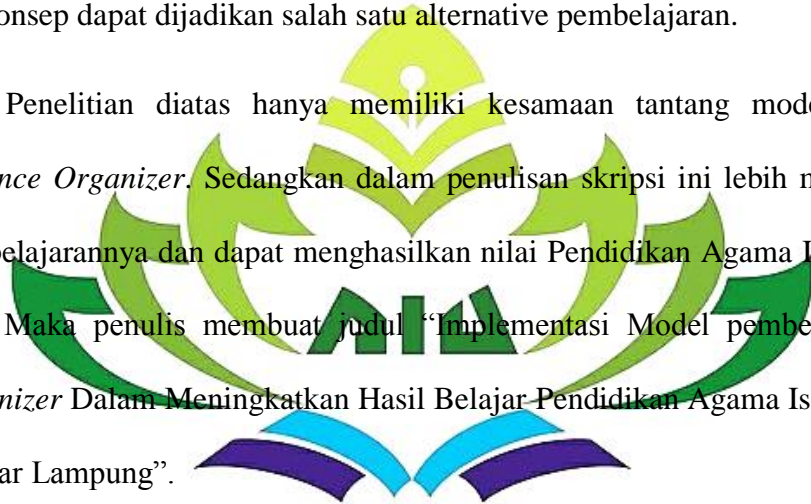 onsep dapat dijadikan salah satu alternative pembelajaran.
Penelitian diatas hanya memiliki kesamaan tantang mod
nce Organizer. Sedangkan dalam penulisan skripsi ini lebih
elajarannya dan dapat menghasilkan nilai Pendidikan Agama
Maka penulis membuat judul “Implementasi Model pembe
nizer Dalam Meningkatkan Hasil Belajar Pendidikan Agama Is
ar Lampung”.